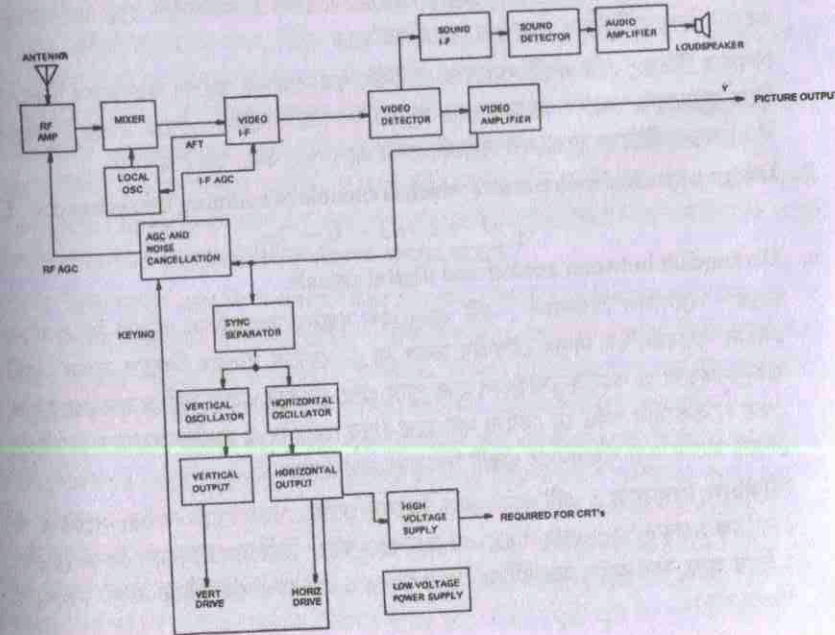 SOUND
I-F
SOUND
DETECTOR
AUDIO
AMPLIFIER
LOUDSPEAKER
ANTENNA
RF
AMP
MIXER
VIDEO
I-F
VIDEO
DETECTOR
VIDEO
AMPLIFIER
Y
PICTURE OUTPUT
AFT
LOCAL
OSC
I-F AGC
AGC AND
NOISE
CANCELLATION
RF AGC
KEYING
SYNC
SEPARATOR
VERTICAL
OSCILLATOR
HORIZONTAL
OSCILLATOR
VERTICAL
OUTPUT
HORIZONTAL
OUTPUT
HIGH
VOLTAGE
SUPPLY
REQUIRED FOR CRT's
VERT
DRIVE
HORIZ
DRIVE
LOW-VOLTAGE
POWER SUPPLY